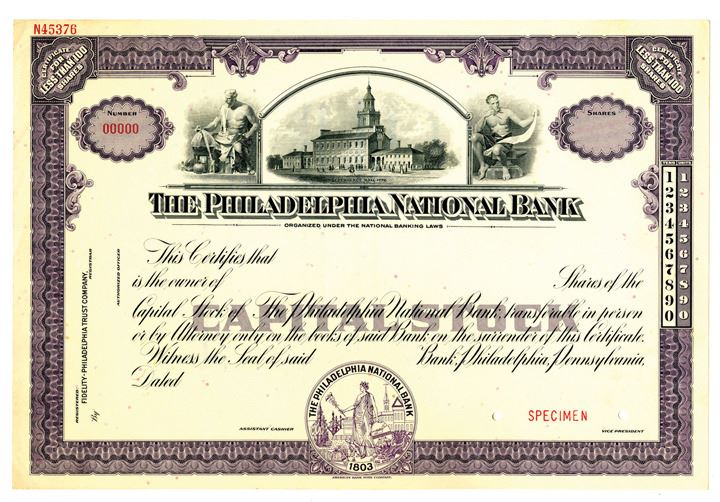 N45376
CERTIFICATE
FOR
LESS THAN 100
SHARES
CERTIFICATE
FOR
LESS THAN 100
SHARES
NUMBER
00000
SHARES
INDEPENDENCE HALL 1776
THE PHILADELPHIA NATIONAL BANK
ORGANIZED UNDER THE NATIONAL BANKING LAWS
TENS UNITS
1 1
2 2
3 3
4 4
5 5
6 6
7 7
8 8
9 9
0 0
This Certifies that
is the owner of Shares of the
Capital Stock of The Philadelphia National Bank, transferable in person
or by Attorney only on the books of said Bank on the surrender of this Certificate.
Witness the Seal of said Bank, Philadelphia, Pennsylvania.
Dated
CAPITAL STOCK
REGISTERED:
FIDELITY-PHILADELPHIA TRUST COMPANY,
REGISTRAR
By
AUTHORIZED OFFICER
THE PHILADELPHIA NATIONAL BANK
1803
ASSISTANT CASHIER
SPECIMEN
VICE PRESIDENT
AMERICAN BANK NOTE COMPANY.